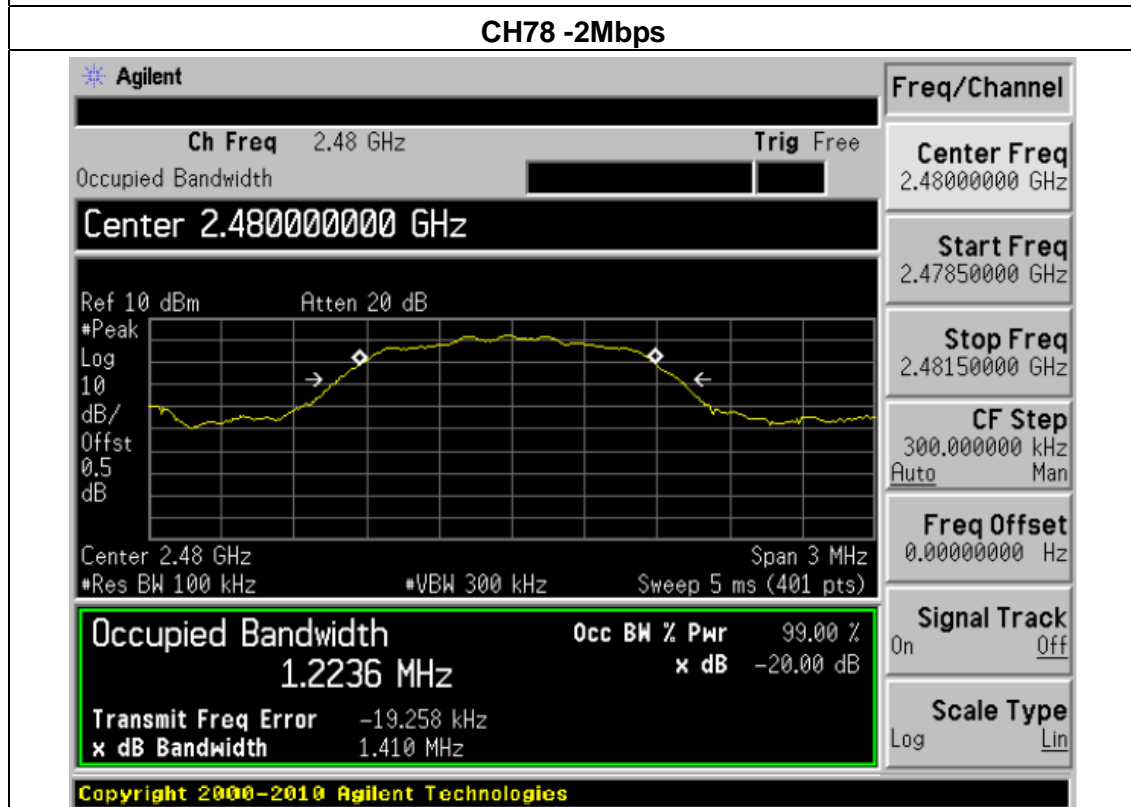 CH78 -2Mbps
Agilent
Freq/Channel
Ch Freq 2.48 GHz Trig Free
Occupied Bandwidth
Center 2.480000000 GHz
Center Freq
2.48000000 GHz
Start Freq
2.47850000 GHz
Stop Freq
2.48150000 GHz
CF Step
300.000000 kHz
Auto Man
Freq Offset
0.00000000 Hz
Signal Track
On Off
Scale Type
Log Lin
Ref 10 dBm Atten 20 dB
#Peak
Log
10
dB/
Offst
0.5
dB
Center 2.48 GHz Span 3 MHz
#Res BW 100 kHz #VBW 300 kHz Sweep 5 ms (401 pts)
Occupied Bandwidth Occ BW % Pwr 99.00 %
1.2236 MHz x dB -20.00 dB
Transmit Freq Error -19.258 kHz
x dB Bandwidth 1.410 MHz
Copyright 2000-2010 Agilent Technologies